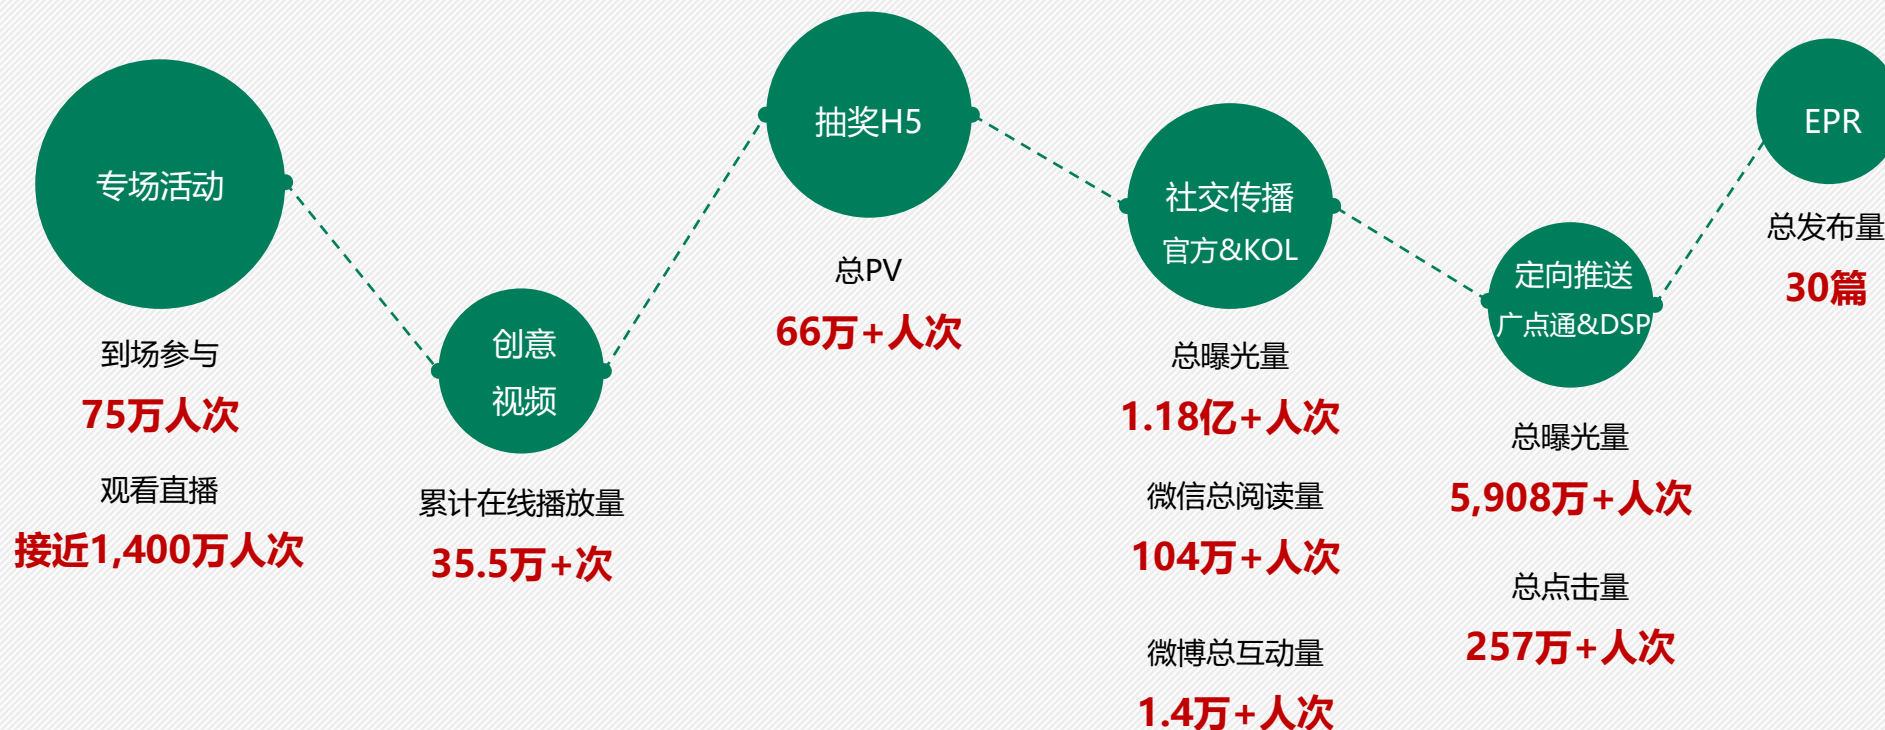 专场活动
到场参与
75万人次
观看直播
接近1,400万人次
创意
视频
累计在线播放量
35.5万+次
抽奖H5
总PV
66万+人次
社交传播
官方&KOL
总曝光量
1.18亿+人次
微信总阅读量
104万+人次
微博总互动量
1.4万+人次
定向推送
广点通&DSP
总曝光量
5,908万+人次
总点击量
257万+人次
EPR
总发布量
30篇